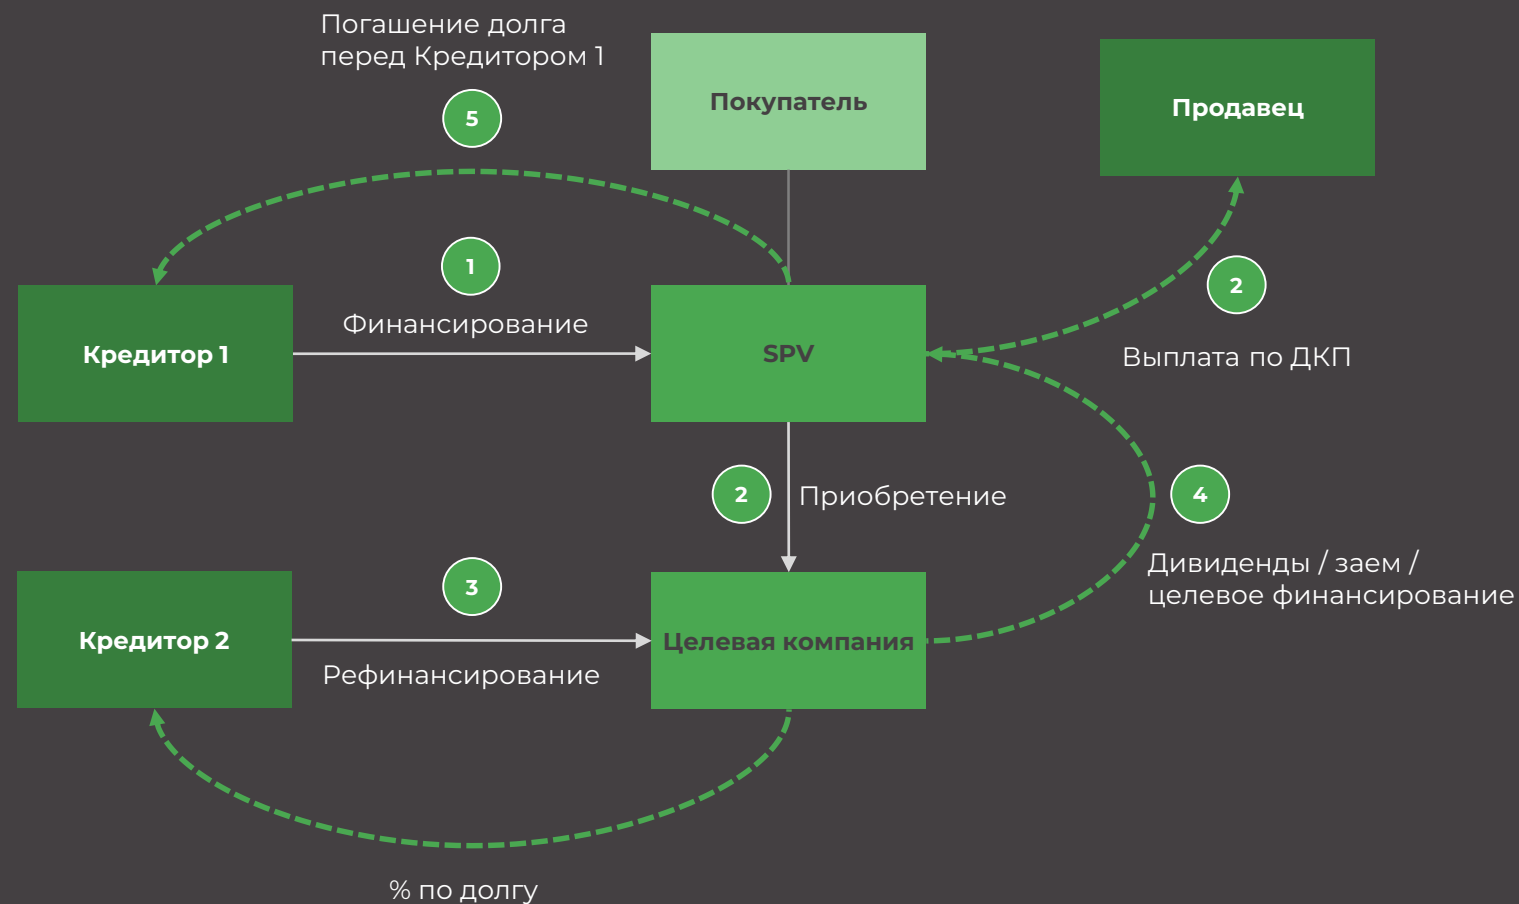 Погашение долга
перед Кредитором 1
Покупатель
Продавец
5
1
2
Финансирование
Кредитор 1
SPV
Выплата по ДКП
2
Приобретение
4
Дивиденды / заем /
целевое финансирование
3
Кредитор 2
Целевая компания
Рефинансирование
% по долгу